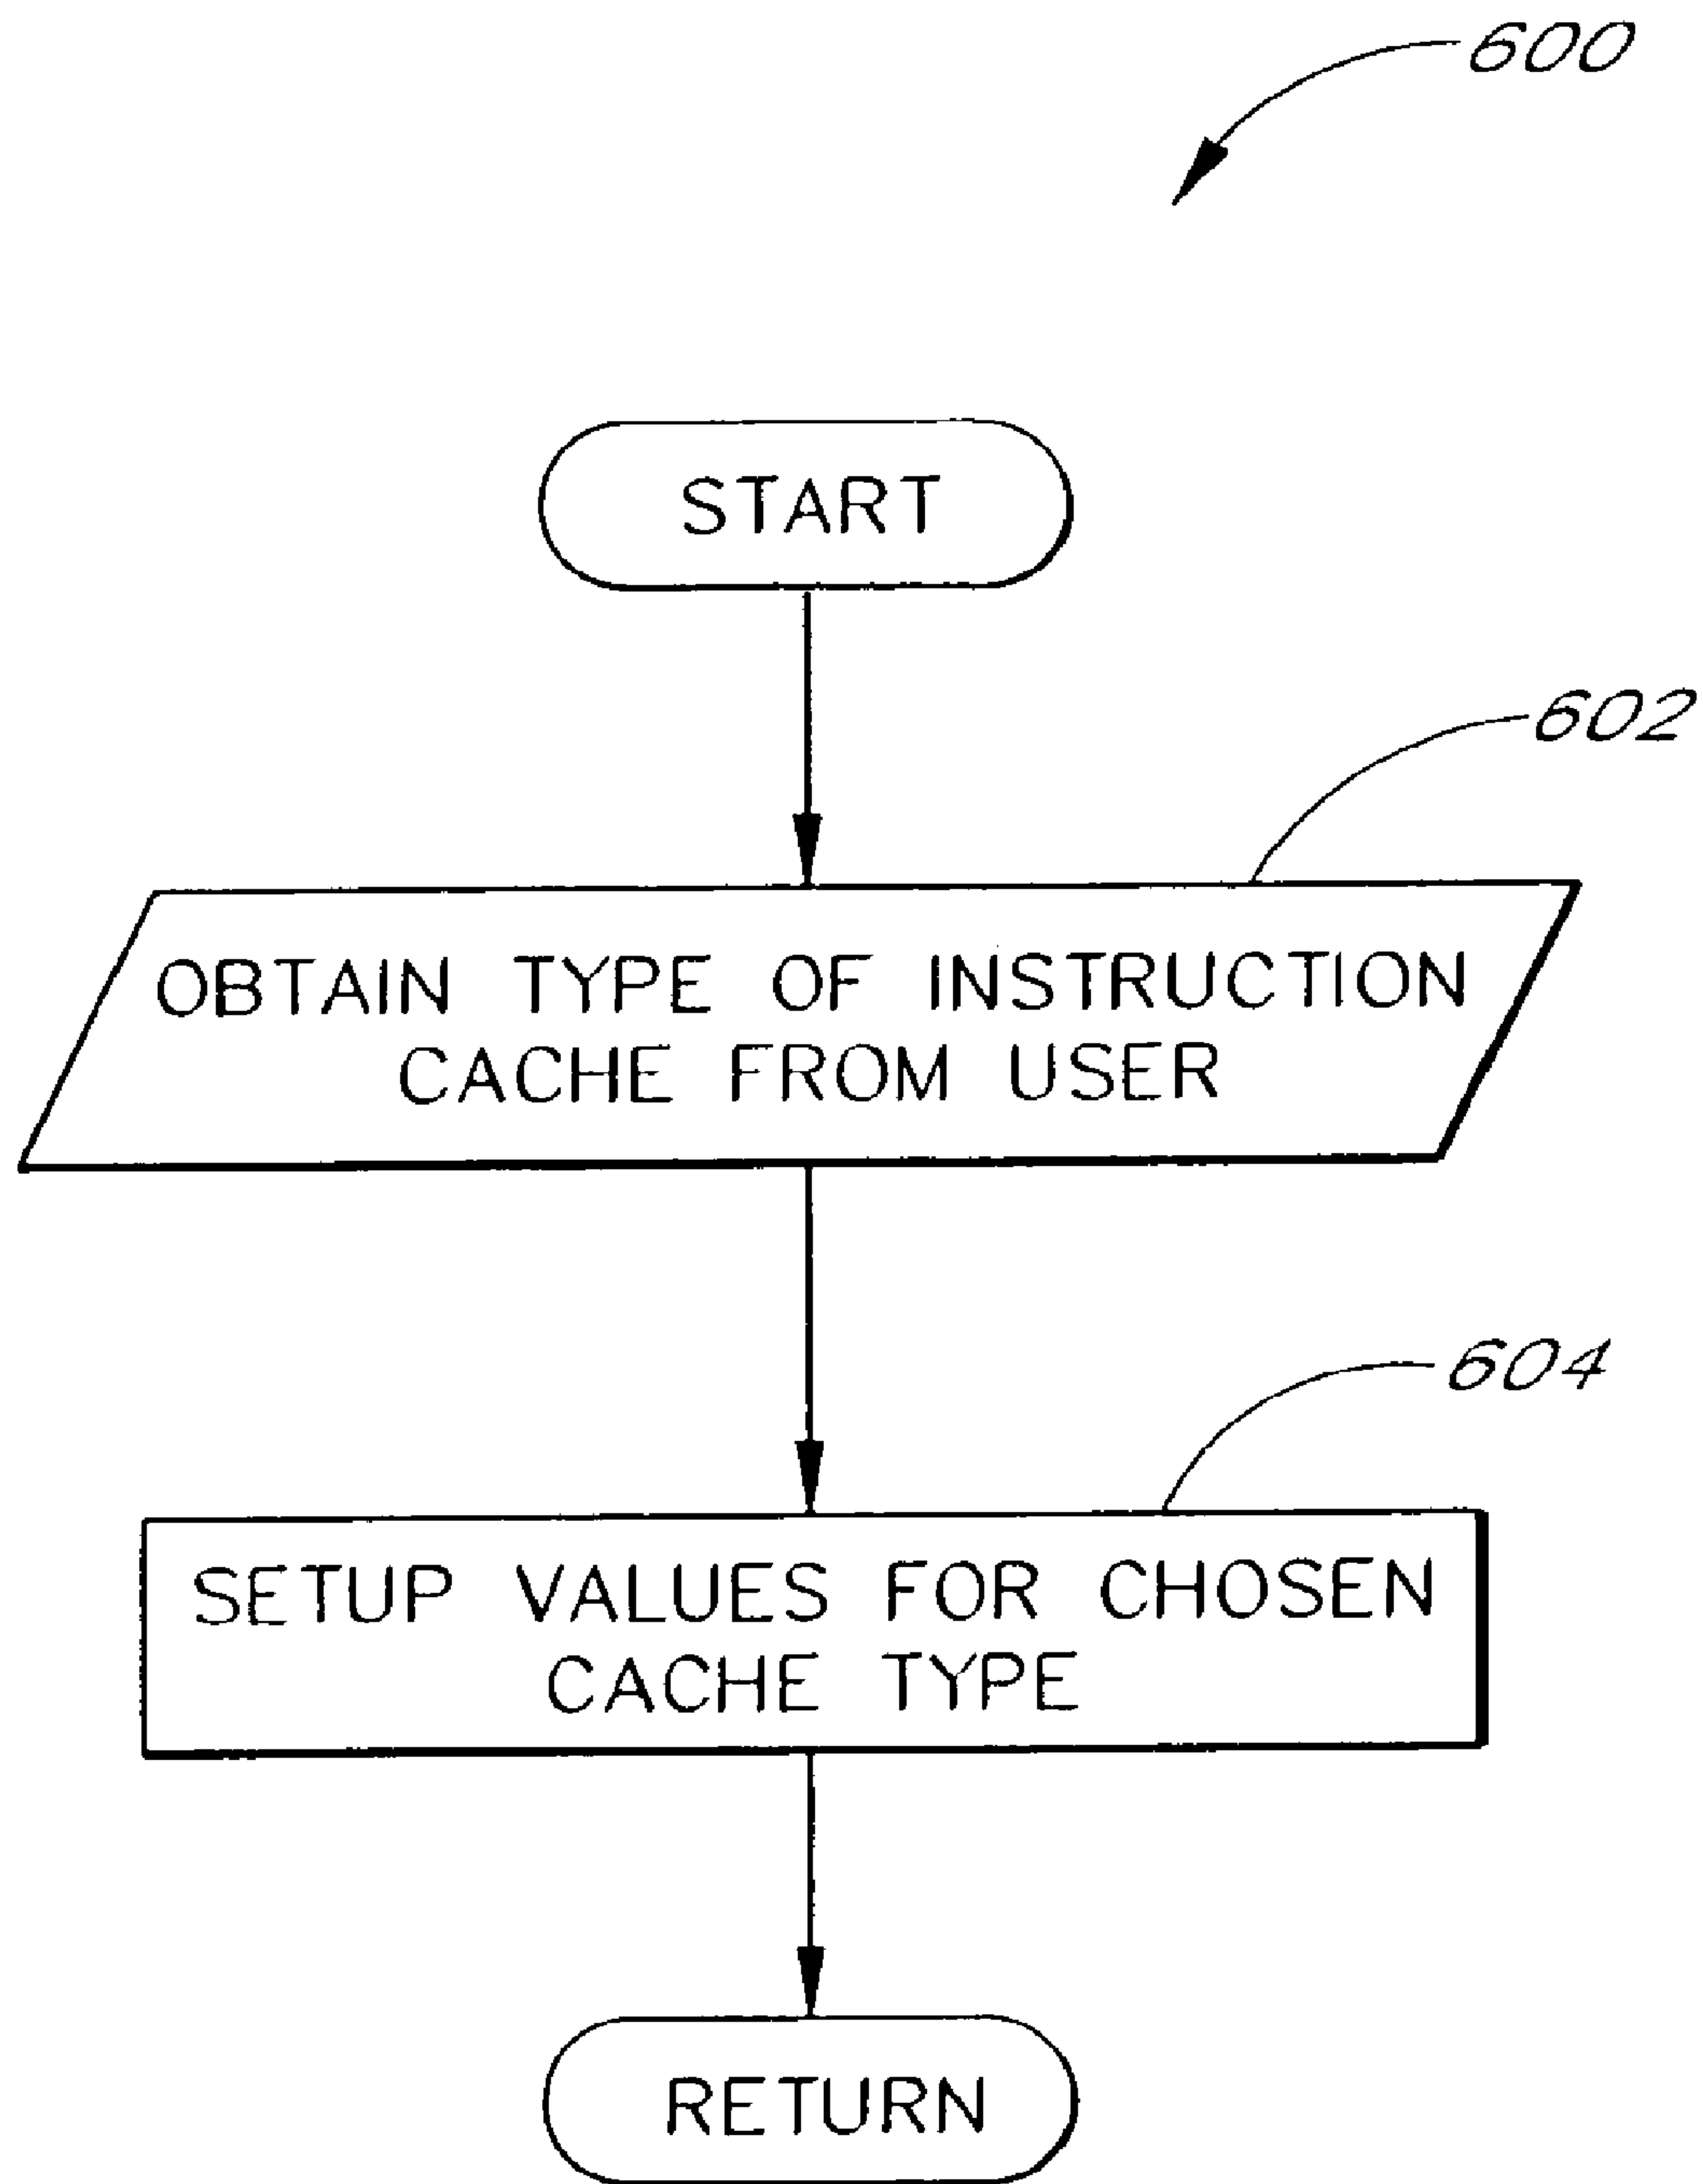 600
START
602
OBTAIN TYPE OF INSTRUCTION
CACHE FROM USER
604
SETUP VALUES FOR CHOSEN
CACHE TYPE
RETURN